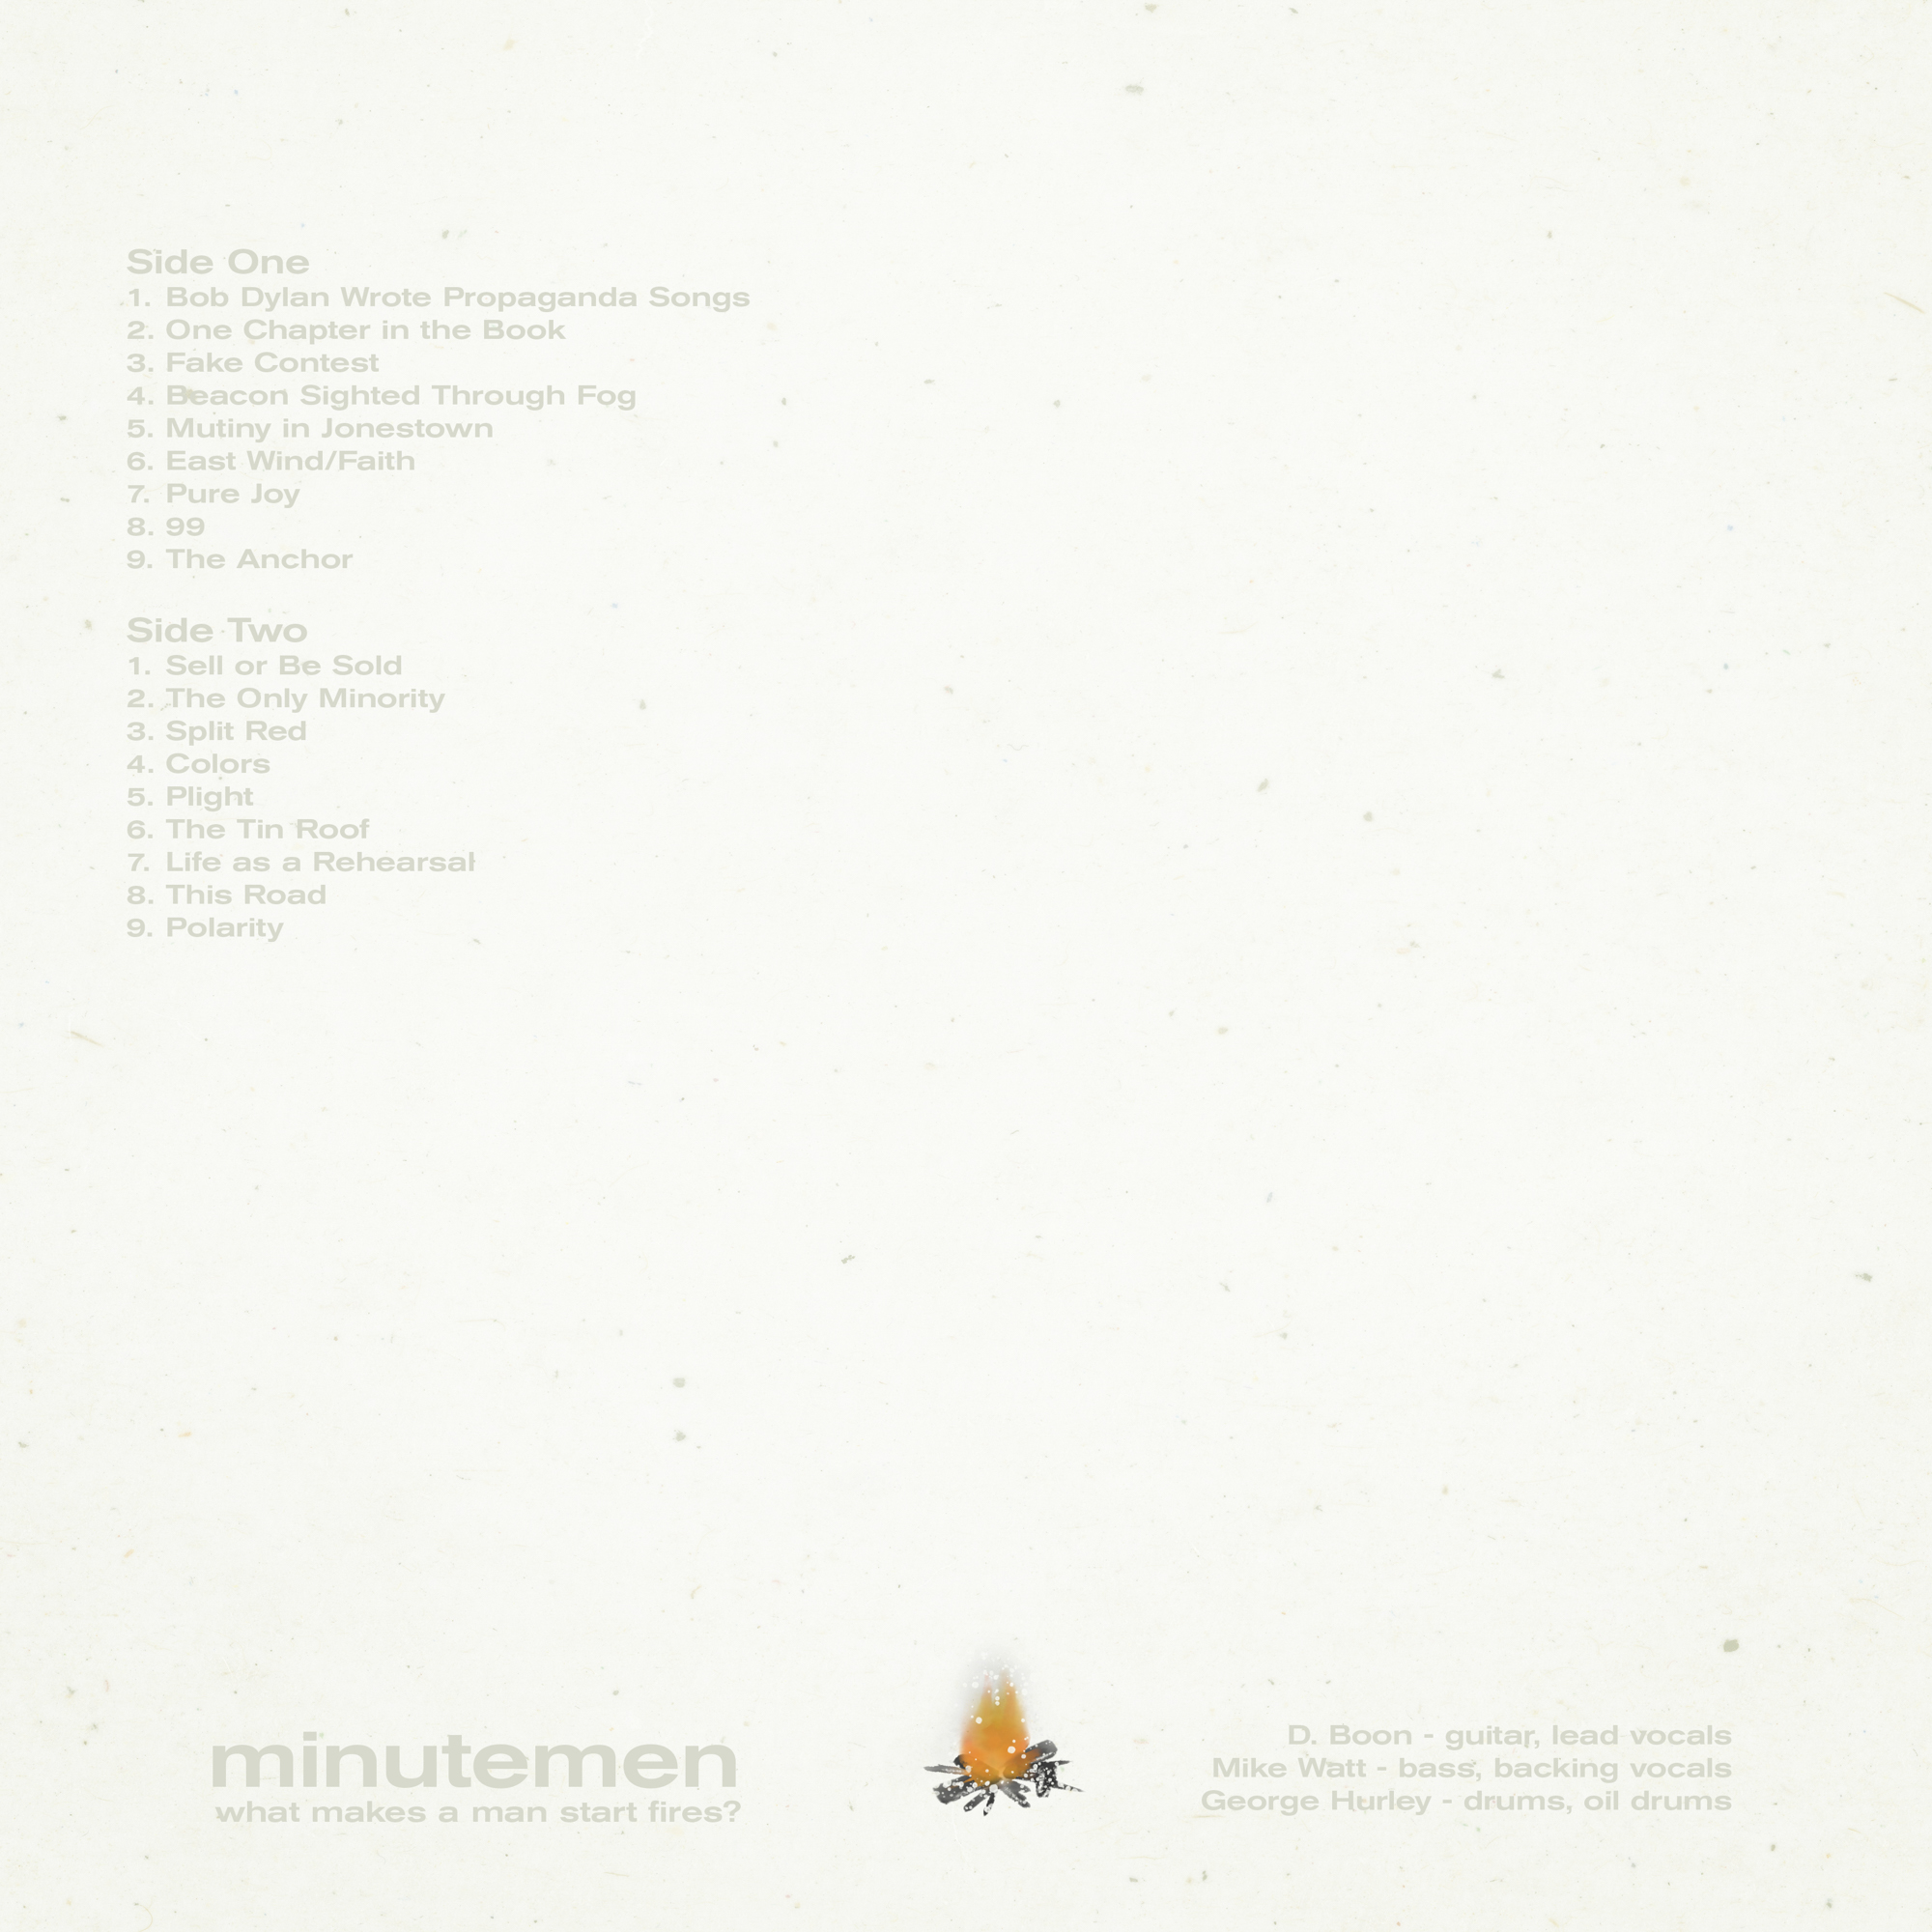 Side One
1. Bob Dylan Wrote Propaganda Songs
2. One Chapter in the Book
3. Fake Contest
4. Beacon Sighted Through Fog
5. Mutiny in Jonestown
6. East Wind/Faith
7. Pure Joy
8. 99
9. The Anchor
Side Two
1. Sell or Be Sold
2. The Only Minority
3. Split Red
4. Colors
5. Plight
6. The Tin Roof
7. Life as a Rehearsal
8. This Road
9. Polarity
minutemen
what makes a man start fires?
D. Boon - guitar, lead vocals
Mike Watt - bass, backing vocals
George Hurley - drums, oil drums